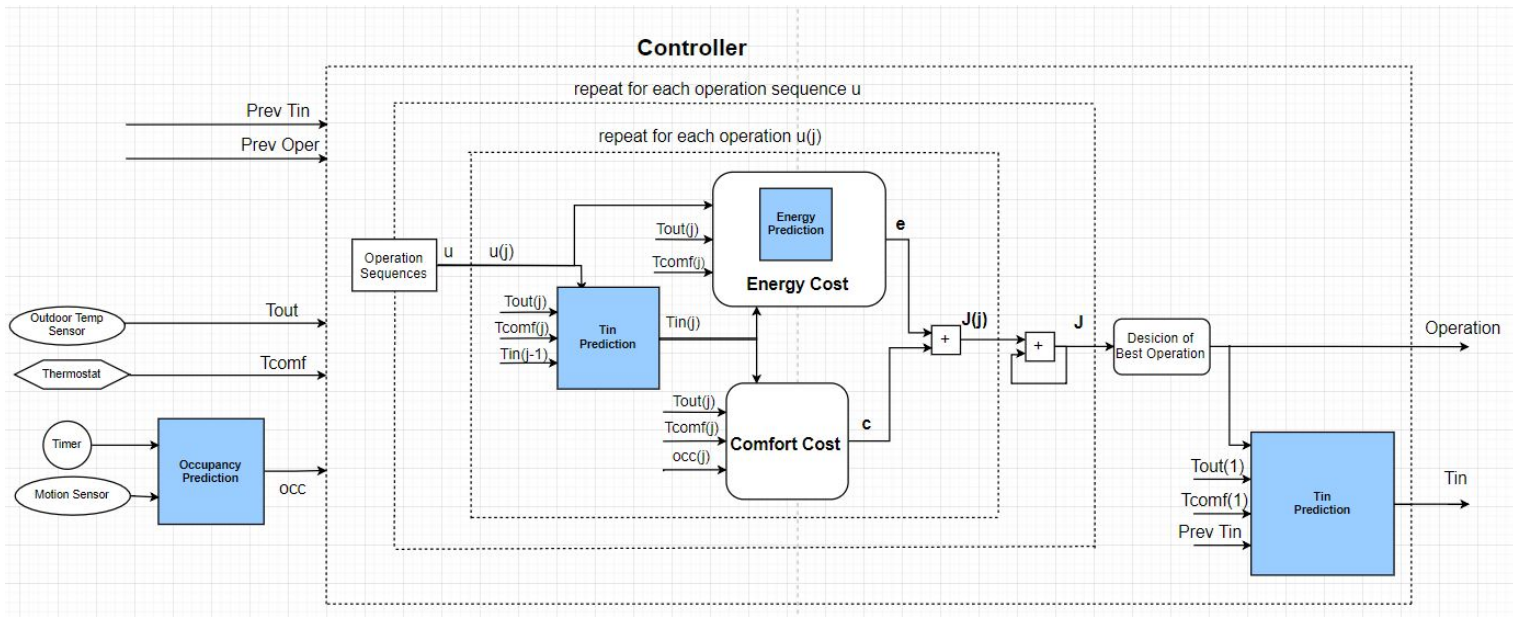 Controller
repeat for each operation sequence u
Prev Tin
repeat for each operation u(j)
Prev Oper
Energy
Prediction
Tout(j)
e
Operation
Sequences
u
u(j)
Tcomf(j)
Energy Cost
Tout
Tout(j)
Outdoor Temp
Sensor
Tcomf(j)
Tin
Prediction
Tin(j)
J(j)
J
Desicion of
Best Operation
Operation
+
+
Tin(j-1)
Tcomf
Thermostat
Tout(j)
Tcomf(j)
Comfort Cost
c
Timer
occ(j)
Occupancy
Prediction
Motion Sensor
occ
Tout(1)
Tcomf(1)
Prev Tin
Tin
Prediction
Tin